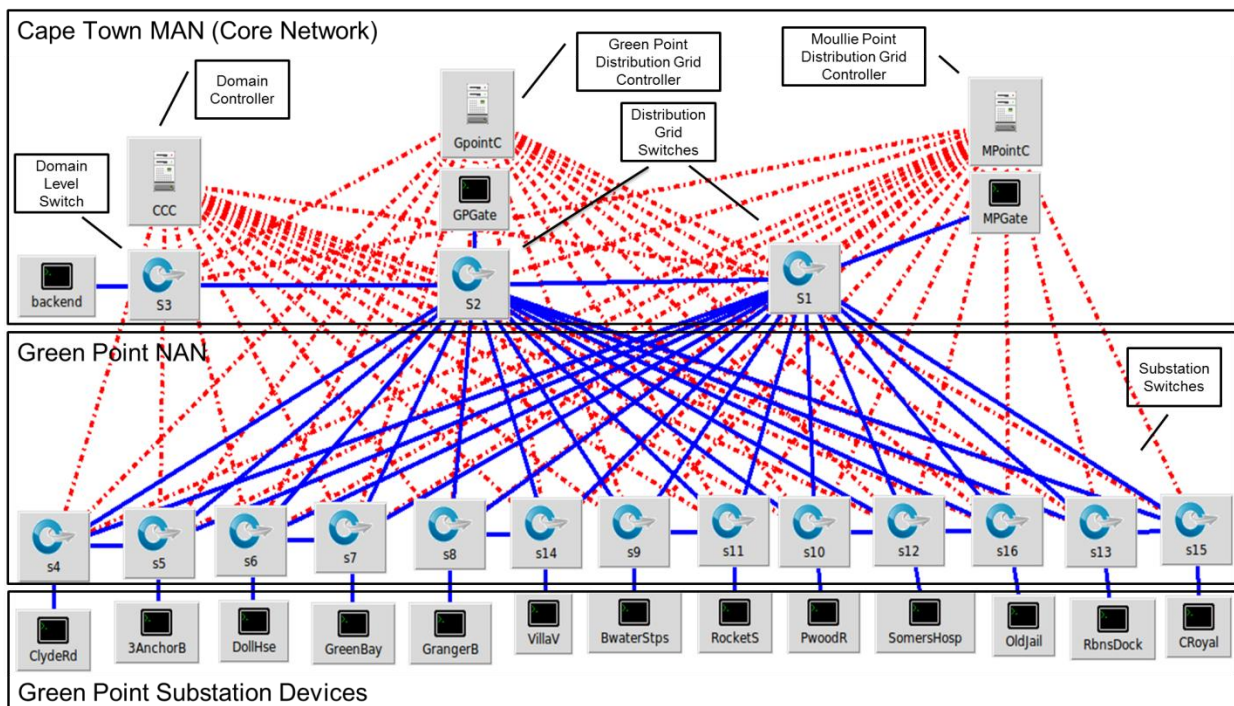 Cape Town MAN (Core Network)
Domain
Controller
Green Point
Distribution Grid
Controller
Moullie Point
Distribution Grid
Controller
Distribution
Grid
Switches
Domain
Level
Switch
CCC
GpointC
GPGate
MPointC
MPGate
backend
S3
S2
S1
Green Point NAN
Substation
Switches
s4
s5
s6
s7
s8
s14
s9
s11
s10
s12
s16
s13
s15
ClydeRd
3AnchorB
DollHse
GreenBay
GrangerB
VillaV
BwaterStps
RocketS
PwoodR
SomersHosp
OldJail
RbnsDock
CRoyal
Green Point Substation Devices